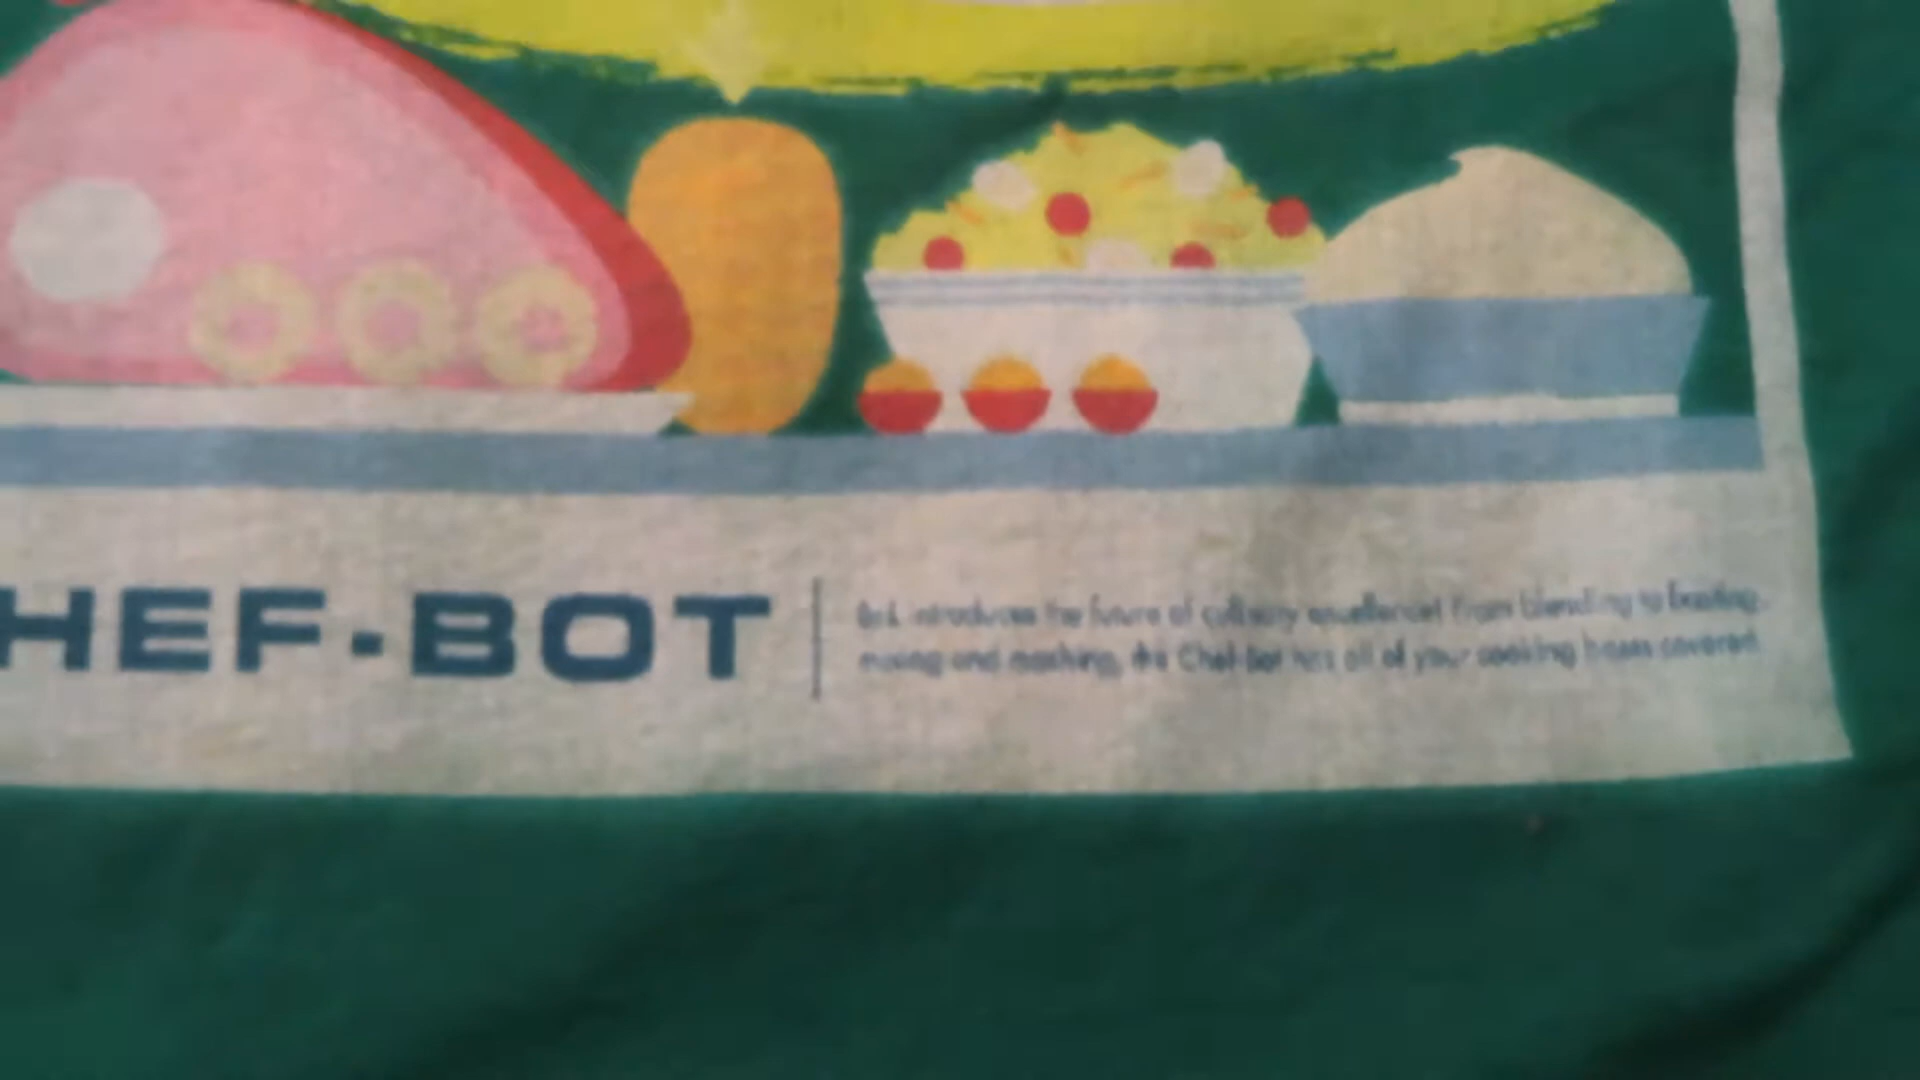 HEF·BOT
introduces the future of culinary excellence! From blending to basting,
mixing and mashing, the Chef-Bot has all of your cooking bases covered.